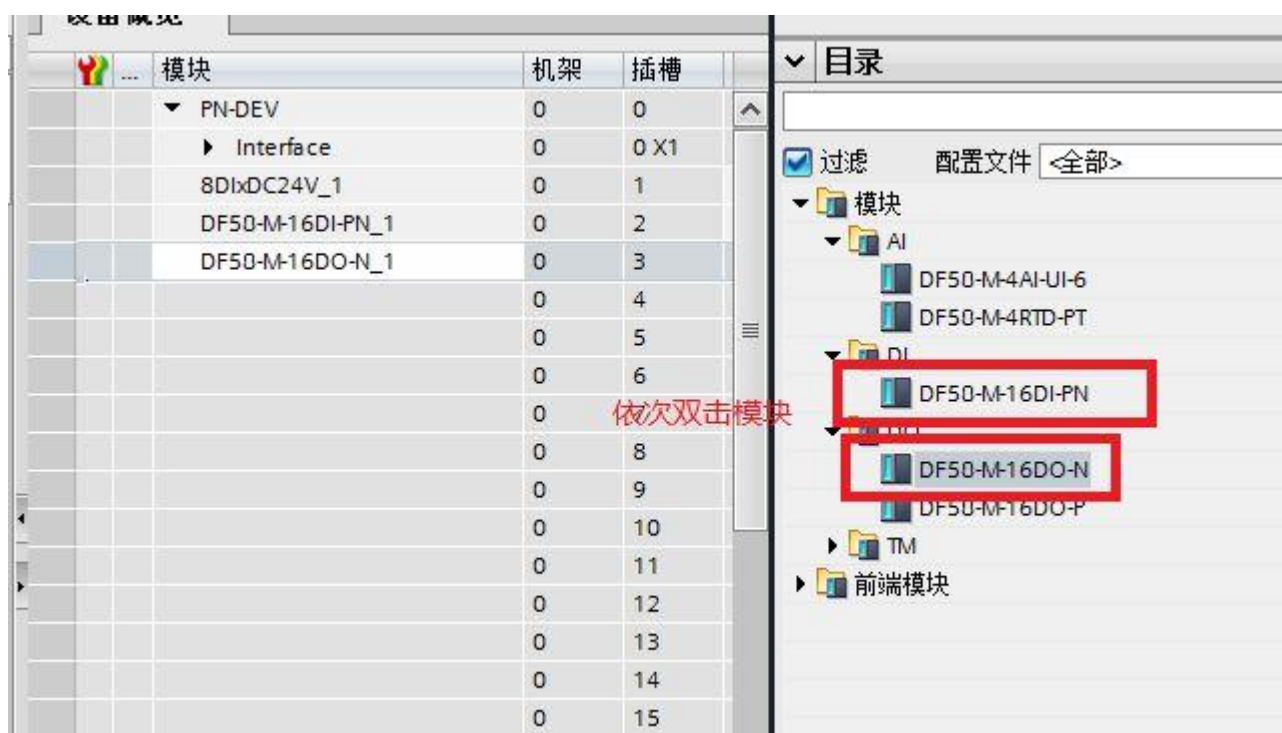 设备概览
... 模块 机架 插槽
PN-DEV 0 0
Interface 0 0 X1
8DIxDC24V_1 0 1
DF50-M-16DI-PN_1 0 2
DF50-M-16DO-N_1 0 3
0 4
0 5
0 6
0 7
0 8
0 9
0 10
0 11
0 12
0 13
0 14
0 15
依次双击模块
目录
过滤 配置文件 <全部>
模块
AI
DF50-M-4AI-UI-6
DF50-M-4RTD-PT
DI
DF50-M-16DI-PN
DQ
DF50-M-16DO-N
DF50-M-16DO-P
TM
前端模块